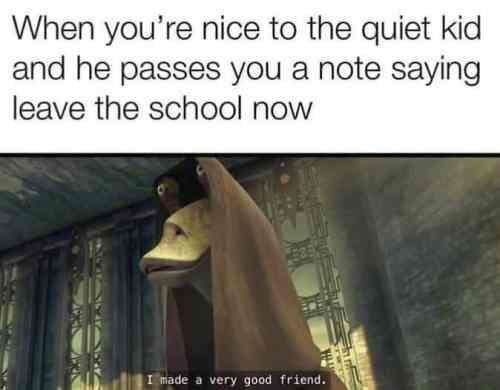 When you're nice to the quiet kid
and he passes you a note saying
leave the school now
I made a very good friend.